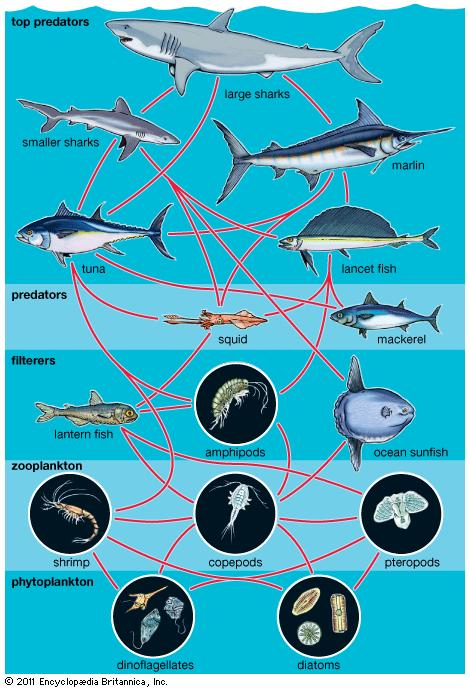 top predators
large sharks
smaller sharks
marlin
tuna
lancet fish
predators
squid
mackerel
filterers
lantern fish
amphipods
ocean sunfish
zooplankton
shrimp
copepods
pteropods
phytoplankton
dinoflagellates
diatoms
© 2011 Encyclopædia Britannica, Inc.